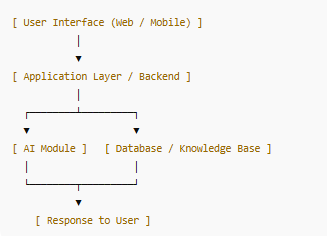 [ User Interface (Web / Mobile) ]
[ Application Layer / Backend ]
[ AI Module ] [ Database / Knowledge Base ]
[ Response to User ]